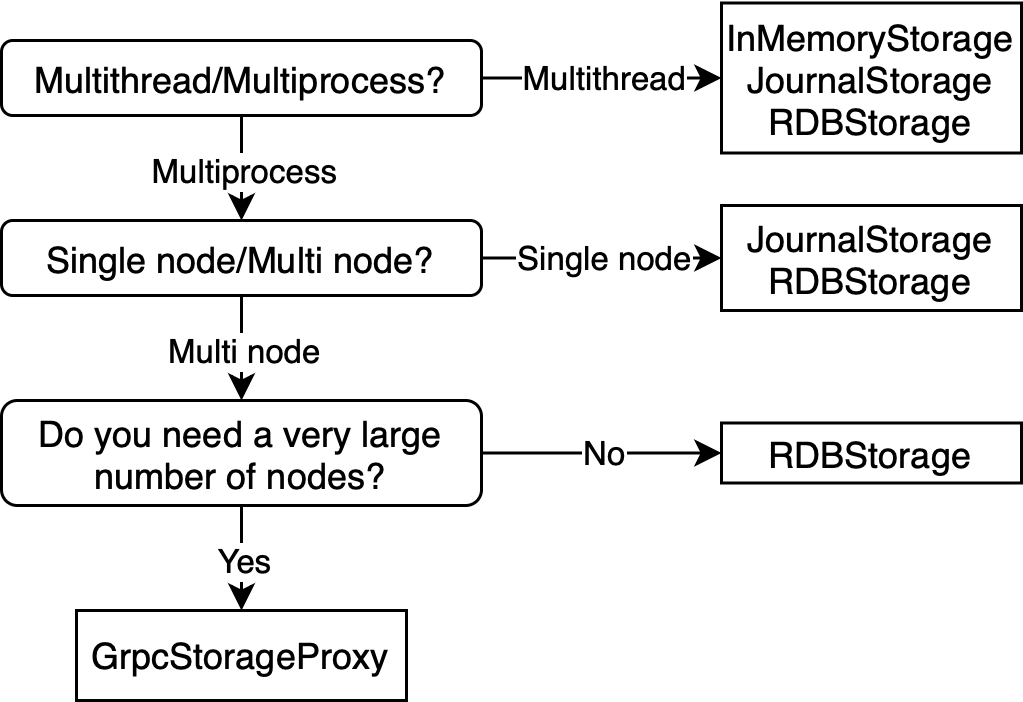 Multithread/Multiprocess?
Multithread
InMemoryStorage
JournalStorage
RDBStorage
Multiprocess
Single node/Multi node?
Single node
JournalStorage
RDBStorage
Multi node
Do you need a very large
number of nodes?
No
RDBStorage
Yes
GrpcStorageProxy